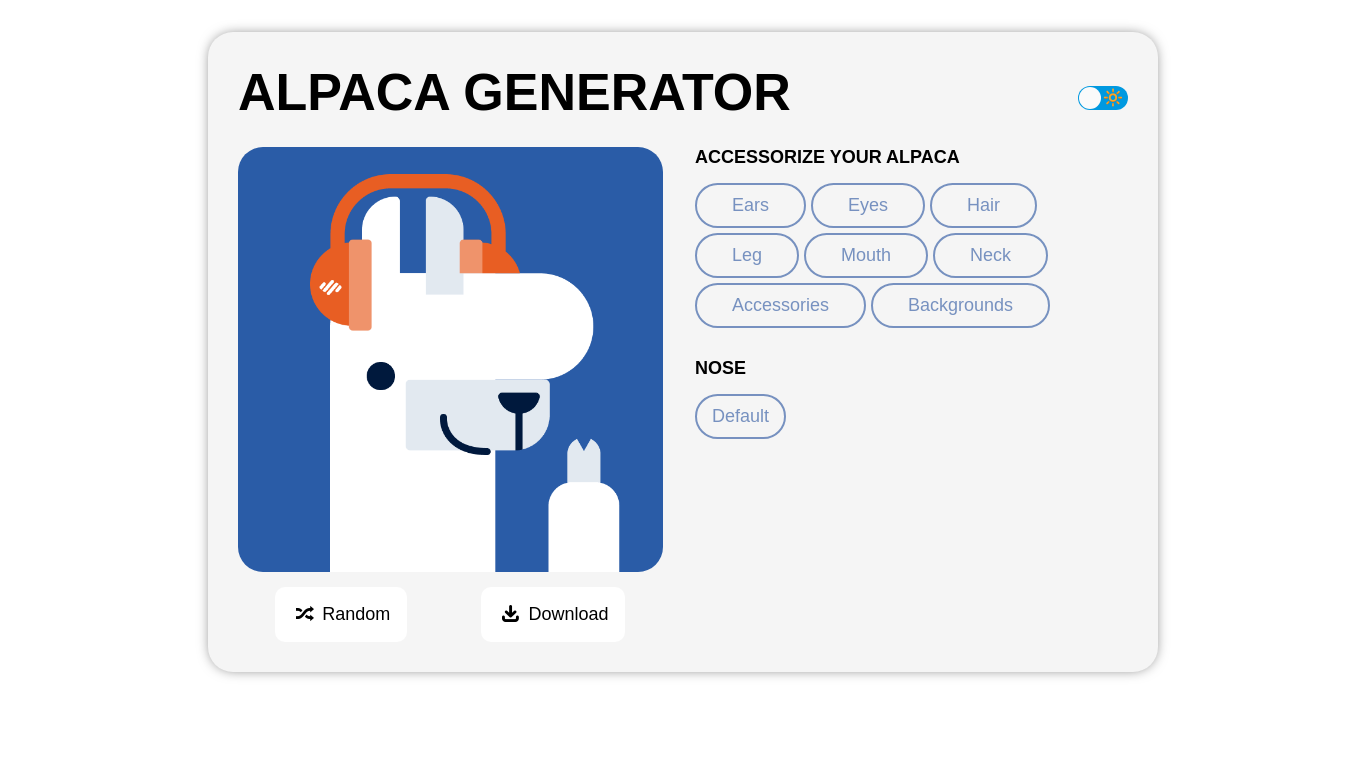 ALPACA GENERATOR
ACCESSORIZE YOUR ALPACA
Ears Eyes Hair
Leg Mouth Neck
Accessories Backgrounds
NOSE
Default
Random Download